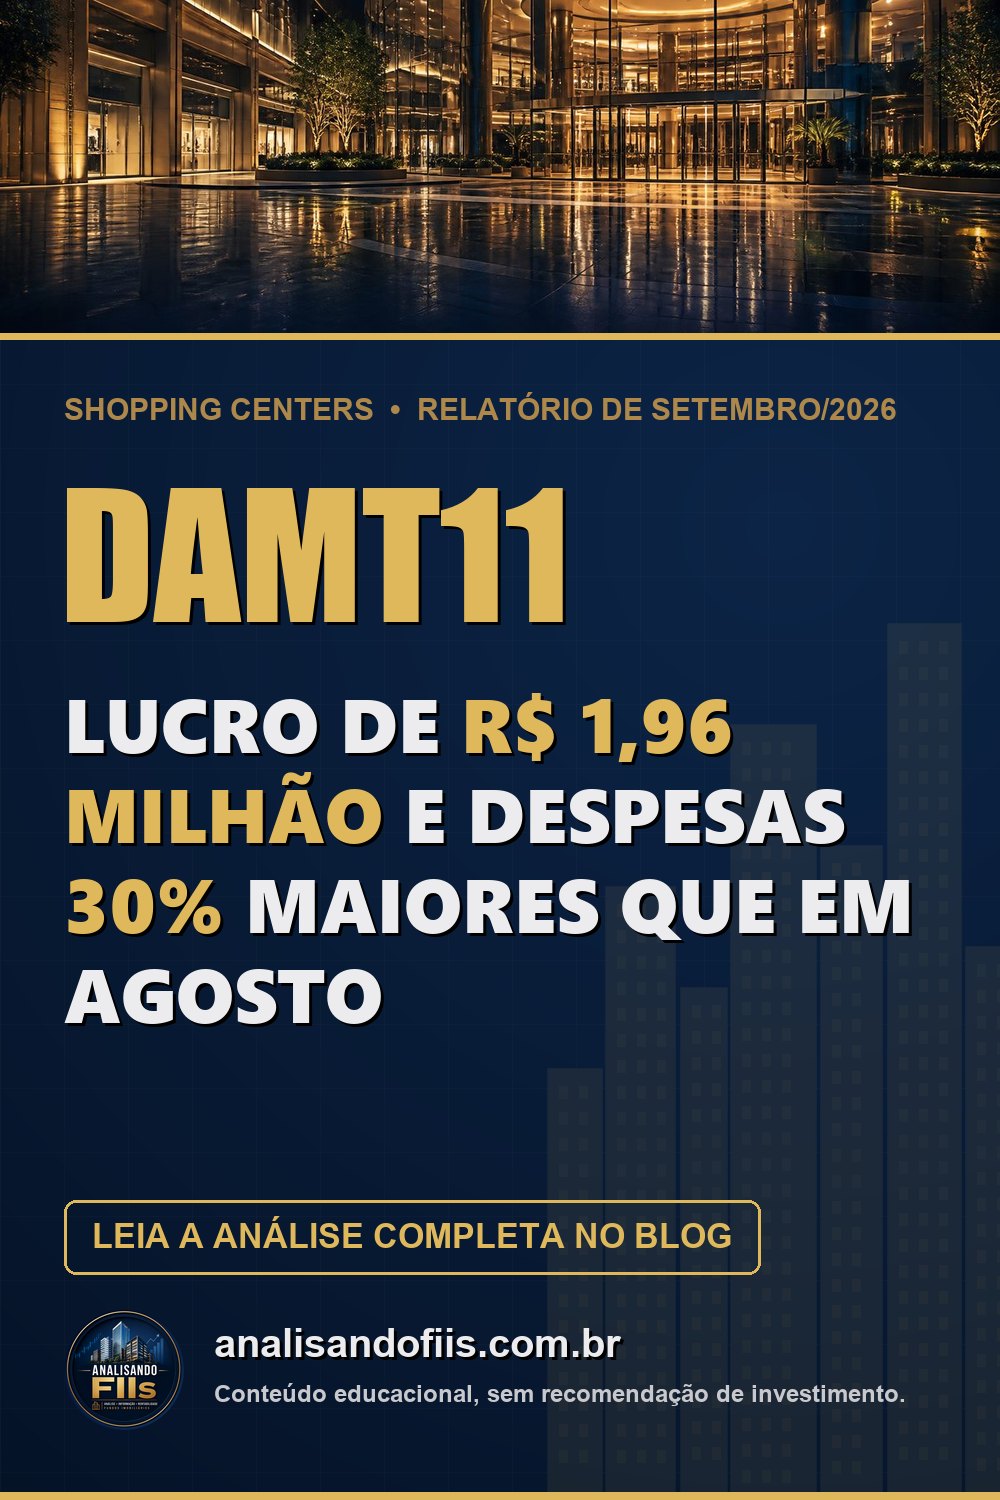 SHOPPING CENTERS • RELATÓRIO DE SETEMBRO/2026
DAMT11
LUCRO DE R$ 1,96
MILHÃO E DESPESAS
30% MAIORES QUE EM
AGOSTO
LEIA A ANÁLISE COMPLETA NO BLOG
analisandofiis.com.br
Conteúdo educacional, sem recomendação de investimento.
ANALISANDO
FIIs